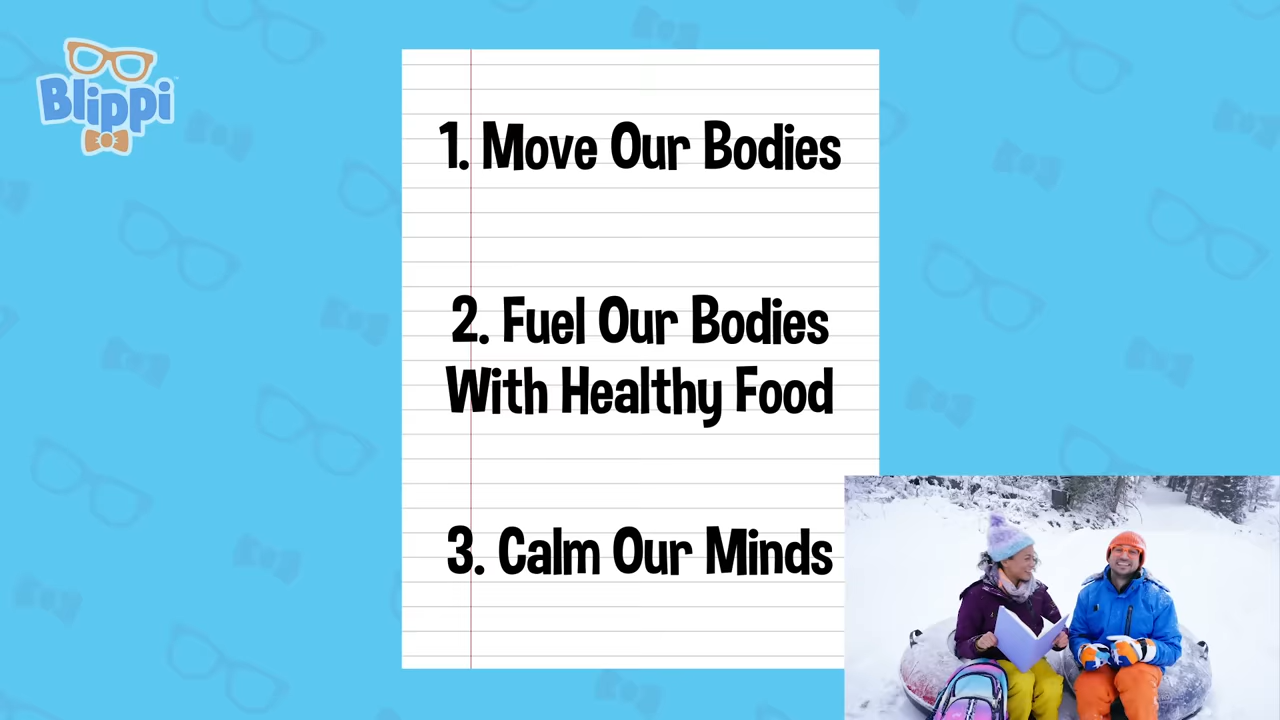 Blippi
1. Move Our Bodies
2. Fuel Our Bodies
With Healthy Food
3. Calm Our Minds